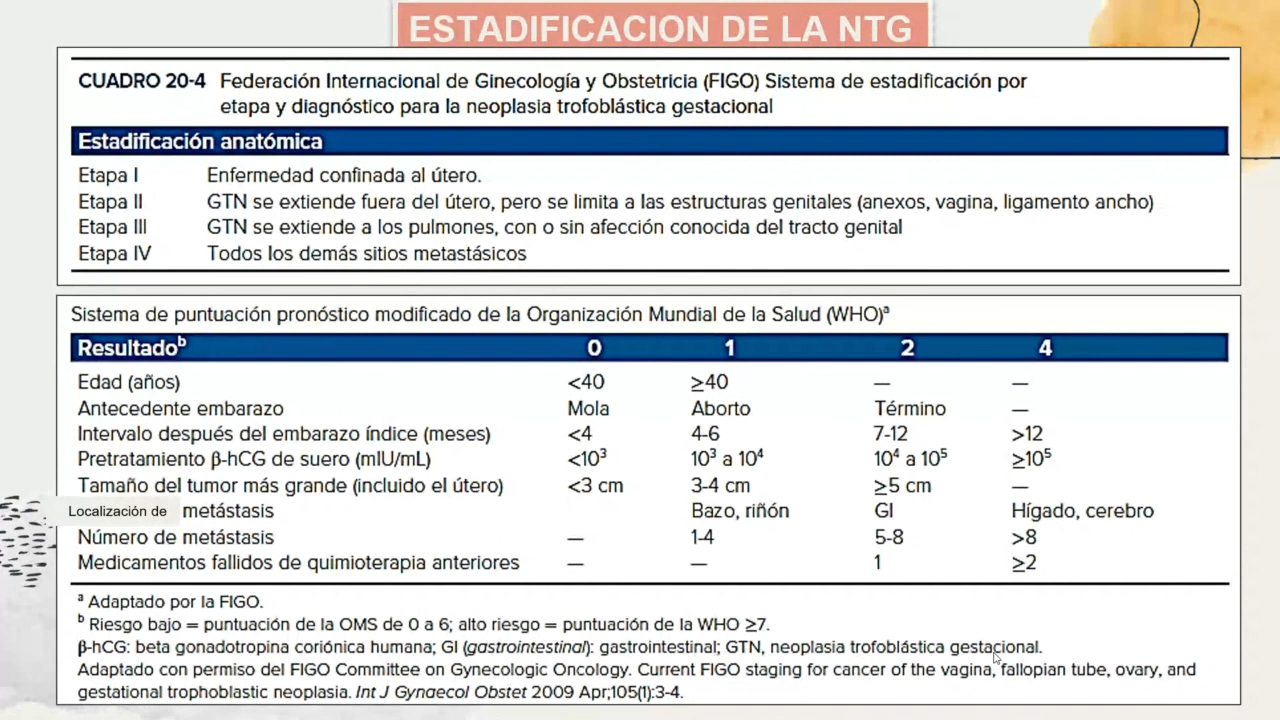 ESTADIFICACION DE LA NTG
CUADRO 20-4 Federación Internacional de Ginecología y Obstetricia (FIGO) Sistema de estadificación por
etapa y diagnóstico para la neoplasia trofoblástica gestacional
Estadificación anatómica
Etapa I Enfermedad confinada al útero.
Etapa II GTN se extiende fuera del útero, pero se limita a las estructuras genitales (anexos, vagina, ligamento ancho)
Etapa III GTN se extiende a los pulmones, con o sin afección conocida del tracto genital
Etapa IV Todos los demás sitios metastásicos
Sistema de puntuación pronóstico modificado de la Organización Mundial de la Salud (WHO)ª
Resultadoᵇ 0 1 2 4
Edad (años) <40 ≥40 — —
Antecedente embarazo Mola Aborto Término —
Intervalo después del embarazo índice (meses) <4 4-6 7-12 >12
Pretratamiento β-hCG de suero (mIU/mL) <10³ 10³ a 10⁴ 10⁴ a 10⁵ ≥10⁵
Tamaño del tumor más grande (incluido el útero) <3 cm 3-4 cm ≥5 cm —
Localización de metástasis Bazo, riñón GI Hígado, cerebro
Número de metástasis — 1-4 5-8 >8
Medicamentos fallidos de quimioterapia anteriores — — 1 ≥2
ª Adaptado por la FIGO.
ᵇ Riesgo bajo = puntuación de la OMS de 0 a 6; alto riesgo = puntuación de la WHO ≥7.
β-hCG: beta gonadotropina coriónica humana; GI (gastrointestinal): gastrointestinal; GTN, neoplasia trofoblástica gestacional.
Adaptado con permiso del FIGO Committee on Gynecologic Oncology. Current FIGO staging for cancer of the vagina, fallopian tube, ovary, and
gestational trophoblastic neoplasia. Int J Gynaecol Obstet 2009 Apr;105(1):3-4.